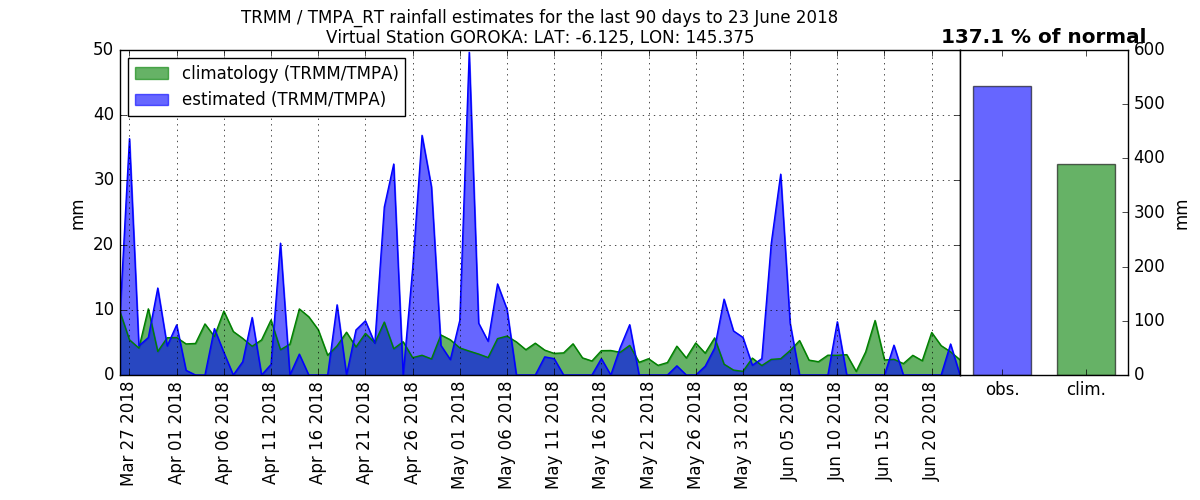 TRMM / TMPA_RT rainfall estimates for the last 90 days to 23 June 2018
Virtual Station GOROKA: LAT: -6.125, LON: 145.375
137.1 % of normal
climatology (TRMM/TMPA)
estimated (TRMM/TMPA)
50
40
30
20
10
0
mm
Mar 27 2018
Apr 01 2018
Apr 06 2018
Apr 11 2018
Apr 16 2018
Apr 21 2018
Apr 26 2018
May 01 2018
May 06 2018
May 11 2018
May 16 2018
May 21 2018
May 26 2018
May 31 2018
Jun 05 2018
Jun 10 2018
Jun 15 2018
Jun 20 2018
obs.
clim.
600
500
400
300
200
100
0
mm